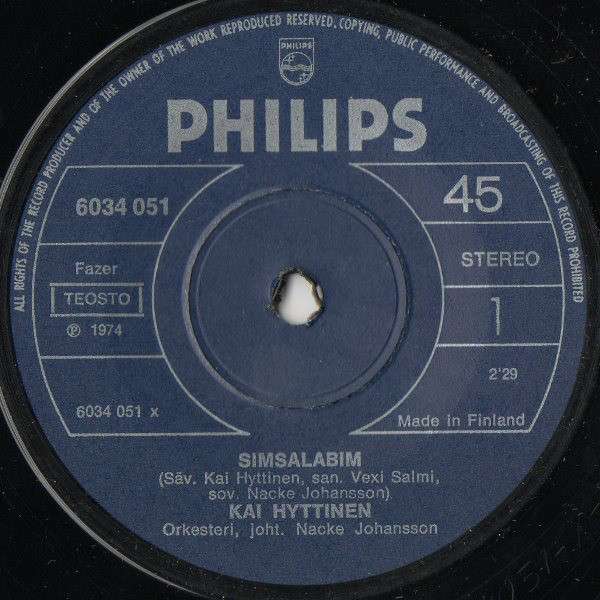 ALL RIGHTS OF THE RECORD PRODUCER AND OF THE OWNER OF THE WORK REPRODUCED RESERVED. COPYING, PUBLIC PERFORMANCE AND BROADCASTING OF THIS RECORD PROHIBITED
PHILIPS
PHILIPS
6034 051
45
Fazer
STEREO
TEOSTO
℗ 1974
1
2'29
6034 051 x
Made in Finland
SIMSALABIM
(Säv. Kai Hyttinen, san. Vexi Salmi,
sov. Nacke Johansson)
KAI HYTTINEN
Orkesteri, joht. Nacke Johansson